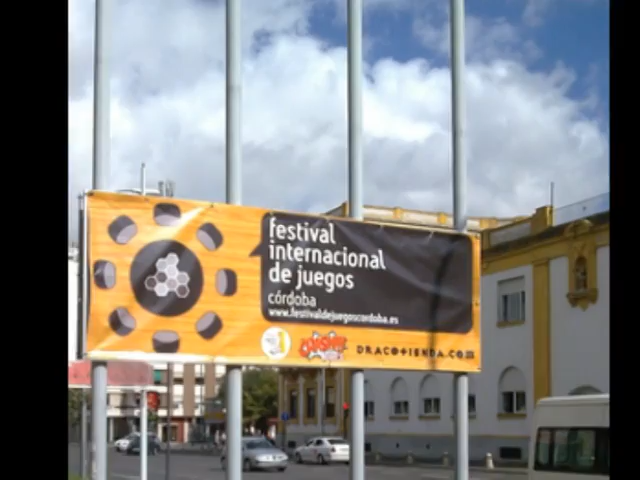 festival
internacional
de juegos
córdoba
www.festivaldejuegoscordoba.es
DRACOTIENDA.COM